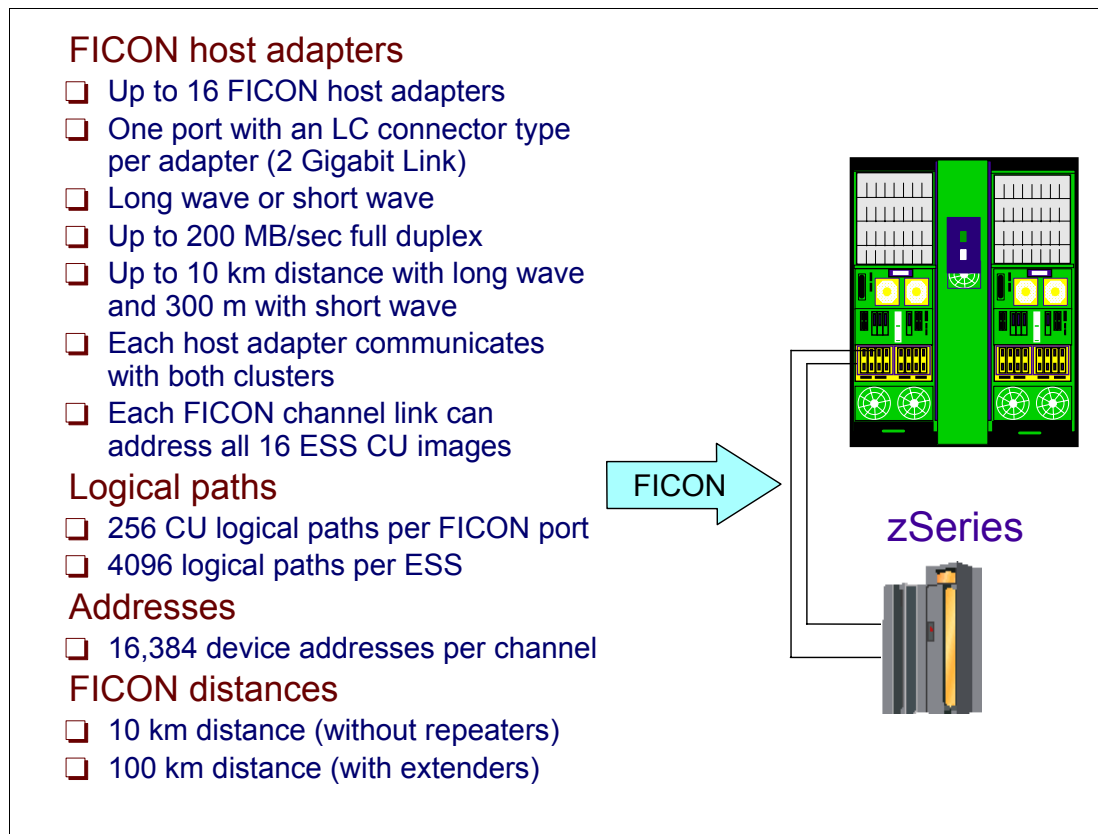 FICON host adapters
❏ Up to 16 FICON host adapters
❏ One port with an LC connector type
per adapter (2 Gigabit Link)
❏ Long wave or short wave
❏ Up to 200 MB/sec full duplex
❏ Up to 10 km distance with long wave
and 300 m with short wave
❏ Each host adapter communicates
with both clusters
❏ Each FICON channel link can
address all 16 ESS CU images
Logical paths
❏ 256 CU logical paths per FICON port
❏ 4096 logical paths per ESS
Addresses
❏ 16,384 device addresses per channel
FICON distances
❏ 10 km distance (without repeaters)
❏ 100 km distance (with extenders)
FICON
zSeries